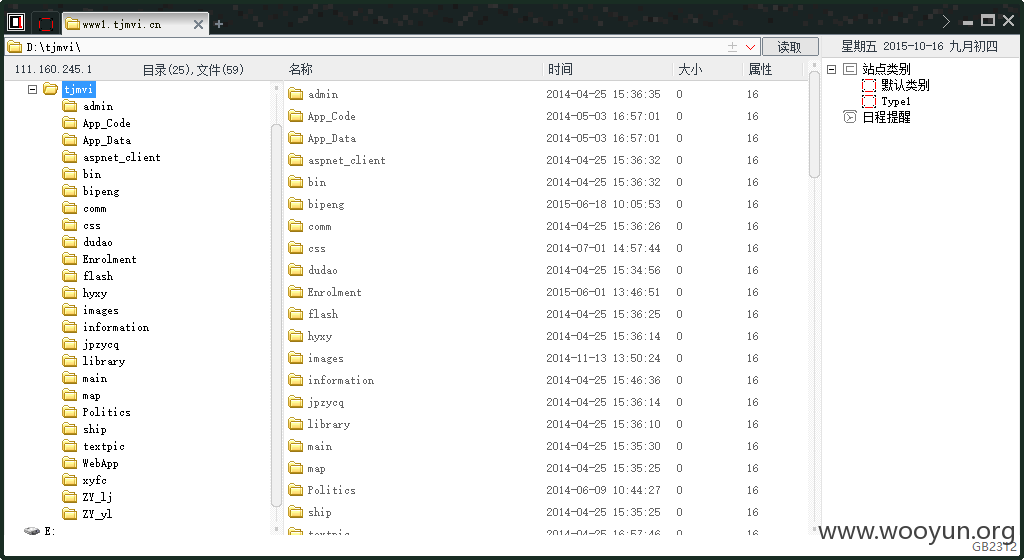 www1.tjmvi.cn
D:\tjmvi\ 读取 星期五 2015-10-16 九月初四
111.160.245.1 目录(25),文件(59) 名称 时间 大小 属性
tjmvi
admin
App_Code
App_Data
aspnet_client
bin
bipeng
comm
css
dudao
Enrolment
flash
hyxy
images
information
jpzycq
library
main
map
Politics
ship
textpic
WebApp
xyfc
ZY_lj
ZY_yl
E:
admin 2014-04-25 15:36:35 0 16
App_Code 2014-05-03 16:57:01 0 16
App_Data 2014-05-03 16:57:01 0 16
aspnet_client 2014-04-25 15:36:32 0 16
bin 2014-04-25 15:36:32 0 16
bipeng 2015-06-18 10:05:53 0 16
comm 2014-04-25 15:36:26 0 16
css 2014-07-01 14:57:44 0 16
dudao 2014-04-25 15:34:56 0 16
Enrolment 2015-06-01 13:46:51 0 16
flash 2014-04-25 15:36:25 0 16
hyxy 2014-04-25 15:36:14 0 16
images 2014-11-13 13:50:24 0 16
information 2014-04-25 15:46:36 0 16
jpzycq 2014-04-25 15:36:14 0 16
library 2014-04-25 15:36:10 0 16
main 2014-04-25 15:35:30 0 16
map 2014-04-25 15:35:25 0 16
Politics 2014-06-09 10:44:27 0 16
ship 2014-04-25 15:35:25 0 16
textpic 2014-04-25 16:57:46 0 16
站点类别
默认类别
Type1
日程提醒
www.wooyun.org
GB2312